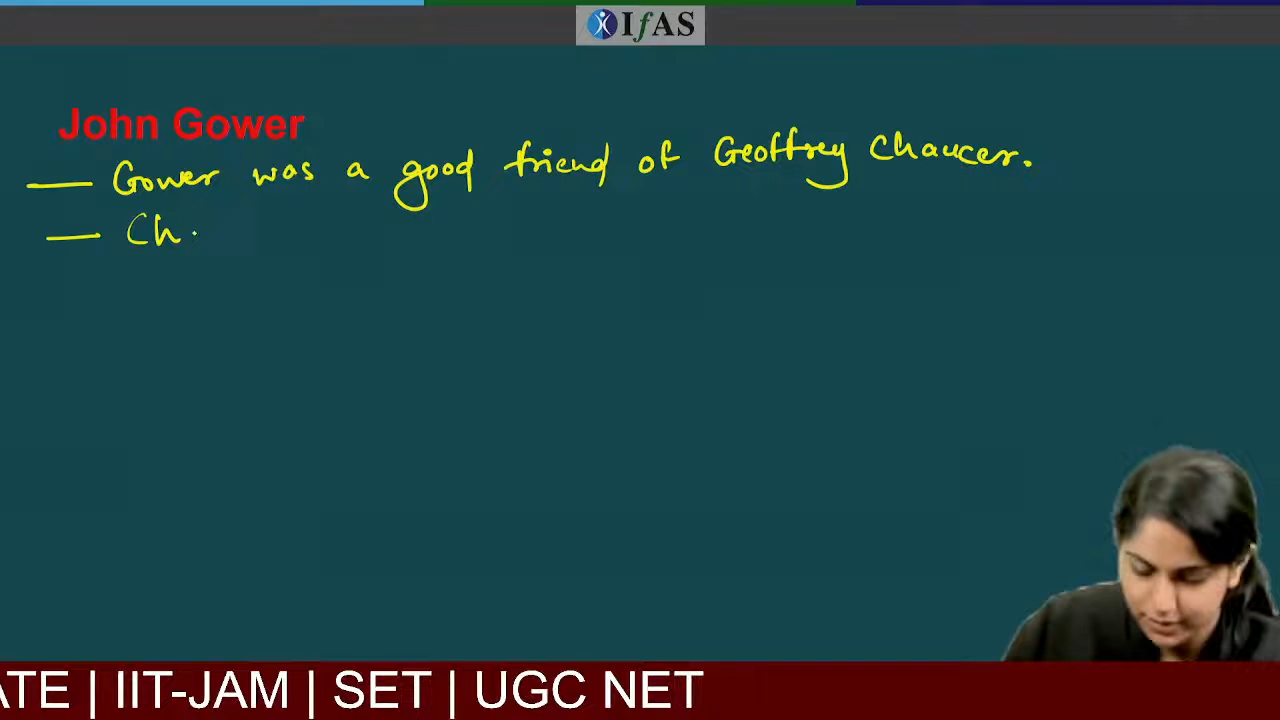 IfAS
John Gower
— Gower was a good friend of Geoffrey Chaucer.
— Ch
ATE | IIT-JAM | SET | UGC NET